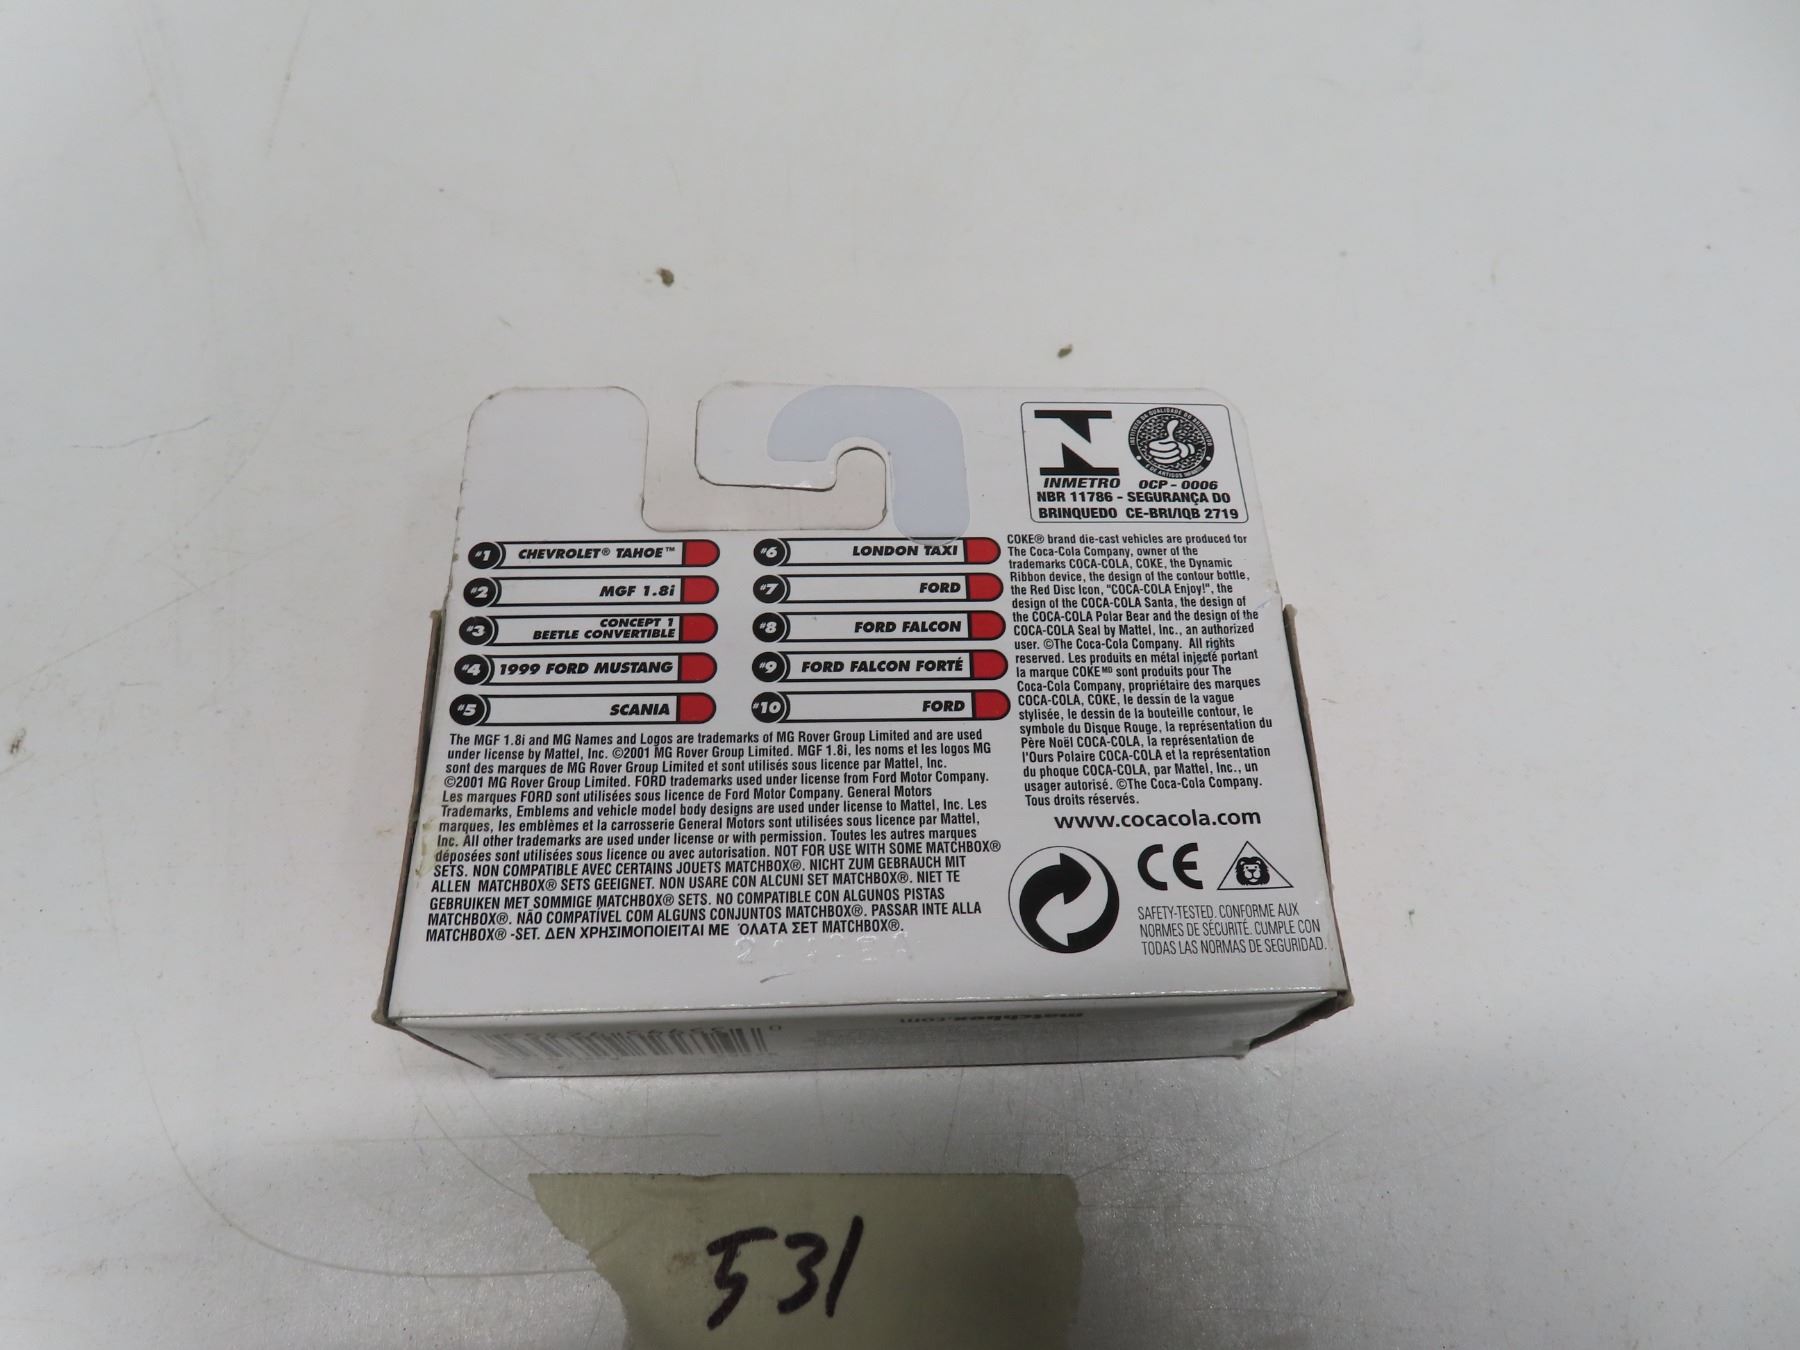 INMETRO OCP - 0006
NBR 11786 - SEGURANÇA DO
BRINQUEDO CE-BRI/IQB 2719
#1 CHEVROLET® TAHOE™
#2 MGF 1.8i
#3 CONCEPT 1
BEETLE CONVERTIBLE
#4 1999 FORD MUSTANG
#5 SCANIA
#6 LONDON TAXI
#7 FORD
#8 FORD FALCON
#9 FORD FALCON FORTÉ
#10 FORD
The MGF 1.8i and MG Names and Logos are trademarks of MG Rover Group Limited and are used
under license by Mattel, Inc. ©2001 MG Rover Group Limited. MGF 1.8i, les noms et les logos MG
sont des marques de MG Rover Group Limited et sont utilisés sous licence par Mattel, Inc.
©2001 MG Rover Group Limited. FORD trademarks used under license from Ford Motor Company.
Les marques FORD sont utilisées sous licence de Ford Motor Company. General Motors
Trademarks, Emblems and vehicle model body designs are used under license to Mattel, Inc. Les
marques, les emblèmes et la carrosserie General Motors sont utilisées sous licence par Mattel,
Inc. All other trademarks are used under license or with permission. Toutes les autres marques
déposées sont utilisées sous licence ou avec autorisation. NOT FOR USE WITH SOME MATCHBOX®
SETS. NON COMPATIBLE AVEC CERTAINS JOUETS MATCHBOX®. NICHT ZUM GEBRAUCH MIT
ALLEN MATCHBOX® SETS GEEIGNET. NON USARE CON ALCUNI SET MATCHBOX®. NIET TE
GEBRUIKEN MET SOMMIGE MATCHBOX® SETS. NO COMPATIBLE CON ALGUNOS PISTAS
MATCHBOX®. NÃO COMPATÍVEL COM ALGUNS CONJUNTOS MATCHBOX®. PASSAR INTE ALLA
MATCHBOX® -SET. ΔΕΝ ΧΡΗΣΙΜΟΠΟΙΕΙΤΑΙ ΜΕ ΌΛΑΤΑ ΣΕΤ MATCHBOX®.
COKE® brand die-cast vehicles are produced for
The Coca-Cola Company, owner of the
trademarks COCA-COLA, COKE, the Dynamic
Ribbon device, the design of the contour bottle,
the Red Disc Icon, "COCA-COLA Enjoy!", the
design of the COCA-COLA Santa, the design of
the COCA-COLA Polar Bear and the design of the
COCA-COLA Seal by Mattel, Inc., an authorized
user. ©The Coca-Cola Company. All rights
reserved. Les produits en métal injecté portant
la marque COKE MD sont produits pour The
Coca-Cola Company, propriétaire des marques
COCA-COLA, COKE, le dessin de la vague
stylisée, le dessin de la bouteille contour, le
symbole du Disque Rouge, la représentation du
Père Noël COCA-COLA, la représentation de
l'Ours Polaire COCA-COLA et la représentation
du phoque COCA-COLA, par Mattel, Inc., un
usager autorisé. ©The Coca-Cola Company.
Tous droits réservés.
www.cocacola.com
CE
SAFETY-TESTED. CONFORME AUX
NORMES DE SÉCURITÉ. CUMPLE CON
TODAS LAS NORMAS DE SEGURIDAD.
matchbox.com
531